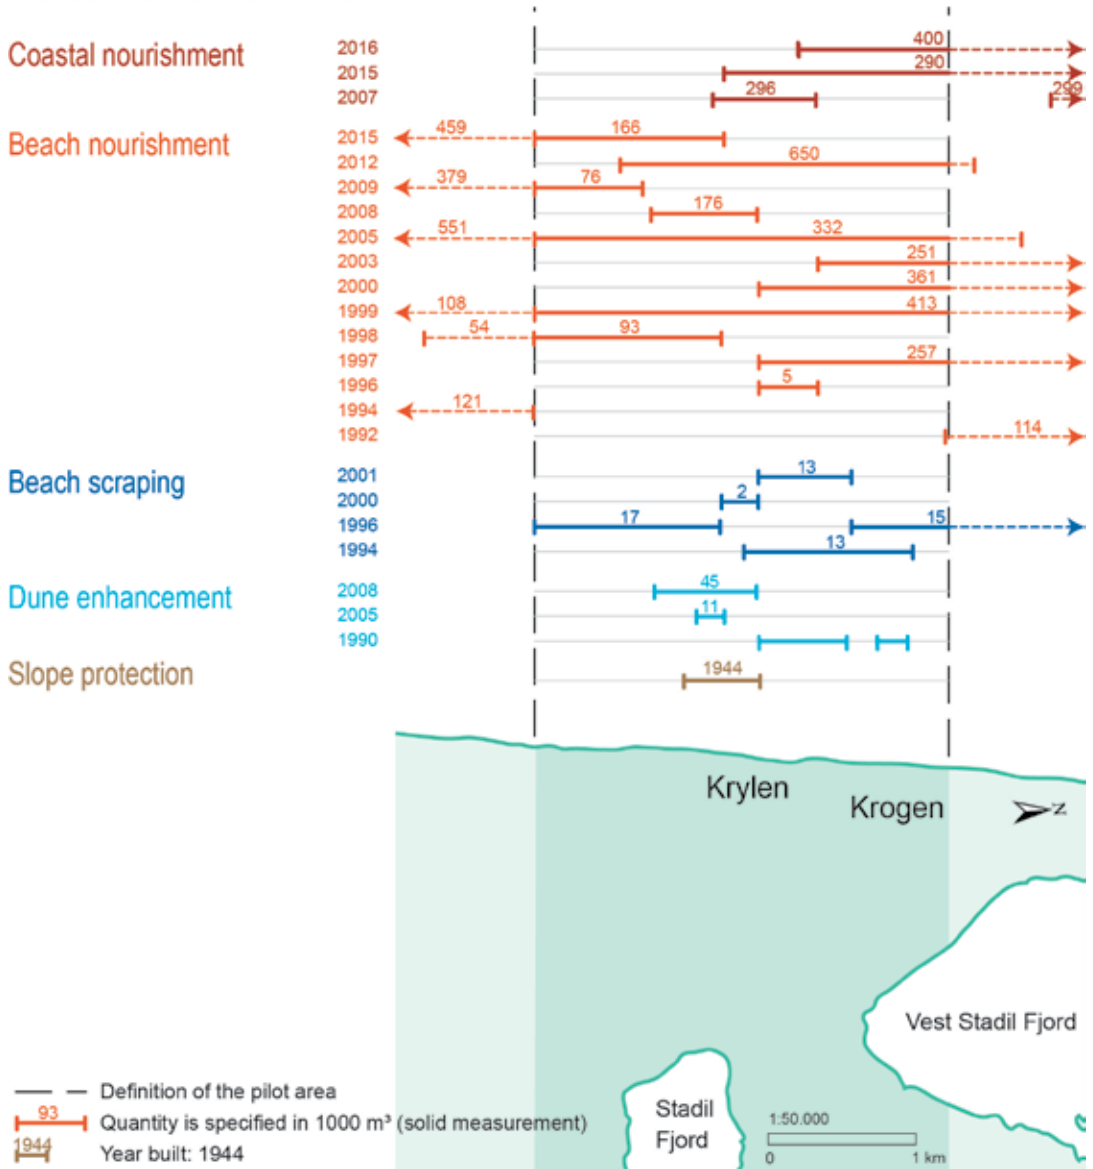 Coastal nourishment
2016 400
2015 290
2007 296 299
Beach nourishment
2015 459 166
2012 650
2009 379 76
2008 176
2005 551 332
2003 251
2000 361
1999 108 413
1998 54 93
1997 257
1996 5
1994 121
1992 114
Beach scraping
2001 13
2000 2
1996 17 15
1994 13
Dune enhancement
2008 45
2005 11
1990
Slope protection
1944
Krylen
Krogen
N
Vest Stadil Fjord
Stadil
Fjord
1:50.000
0 1 km
Definition of the pilot area
93 Quantity is specified in 1000 m³ (solid measurement)
1944 Year built: 1944